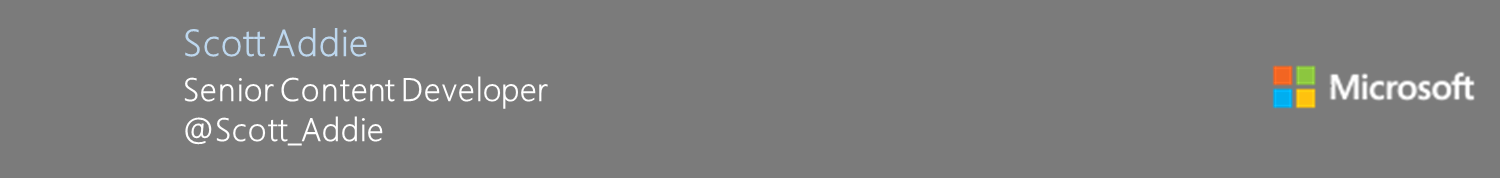 Scott Addie
Senior Content Developer
@Scott_Addie
Microsoft